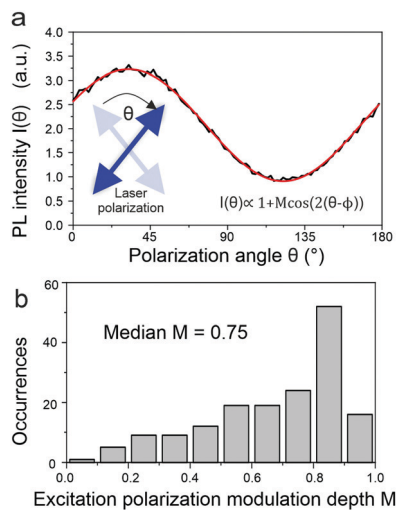 a
4.0
3.5
3.0
2.5
2.0
1.5
1.0
0.5
0.0
PL intensity I(θ) (a.u.)
θ
Laser
polarization
I(θ)∝ 1+Mcos(2(θ-ϕ))
0 45 90 135 180
Polarization angle θ (°)
b
60
40
20
0
Occurrences
Median M = 0.75
0.0 0.2 0.4 0.6 0.8 1.0
Excitation polarization modulation depth M